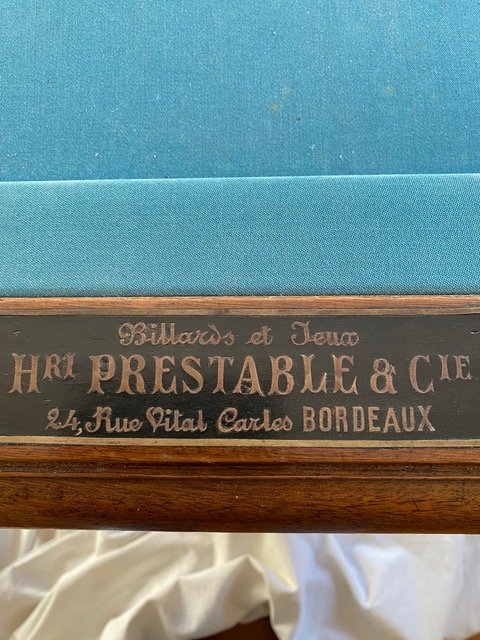 Billards et Jeux
HRI PRESTABLE & CIE
24, Rue Vital Carles BORDEAUX